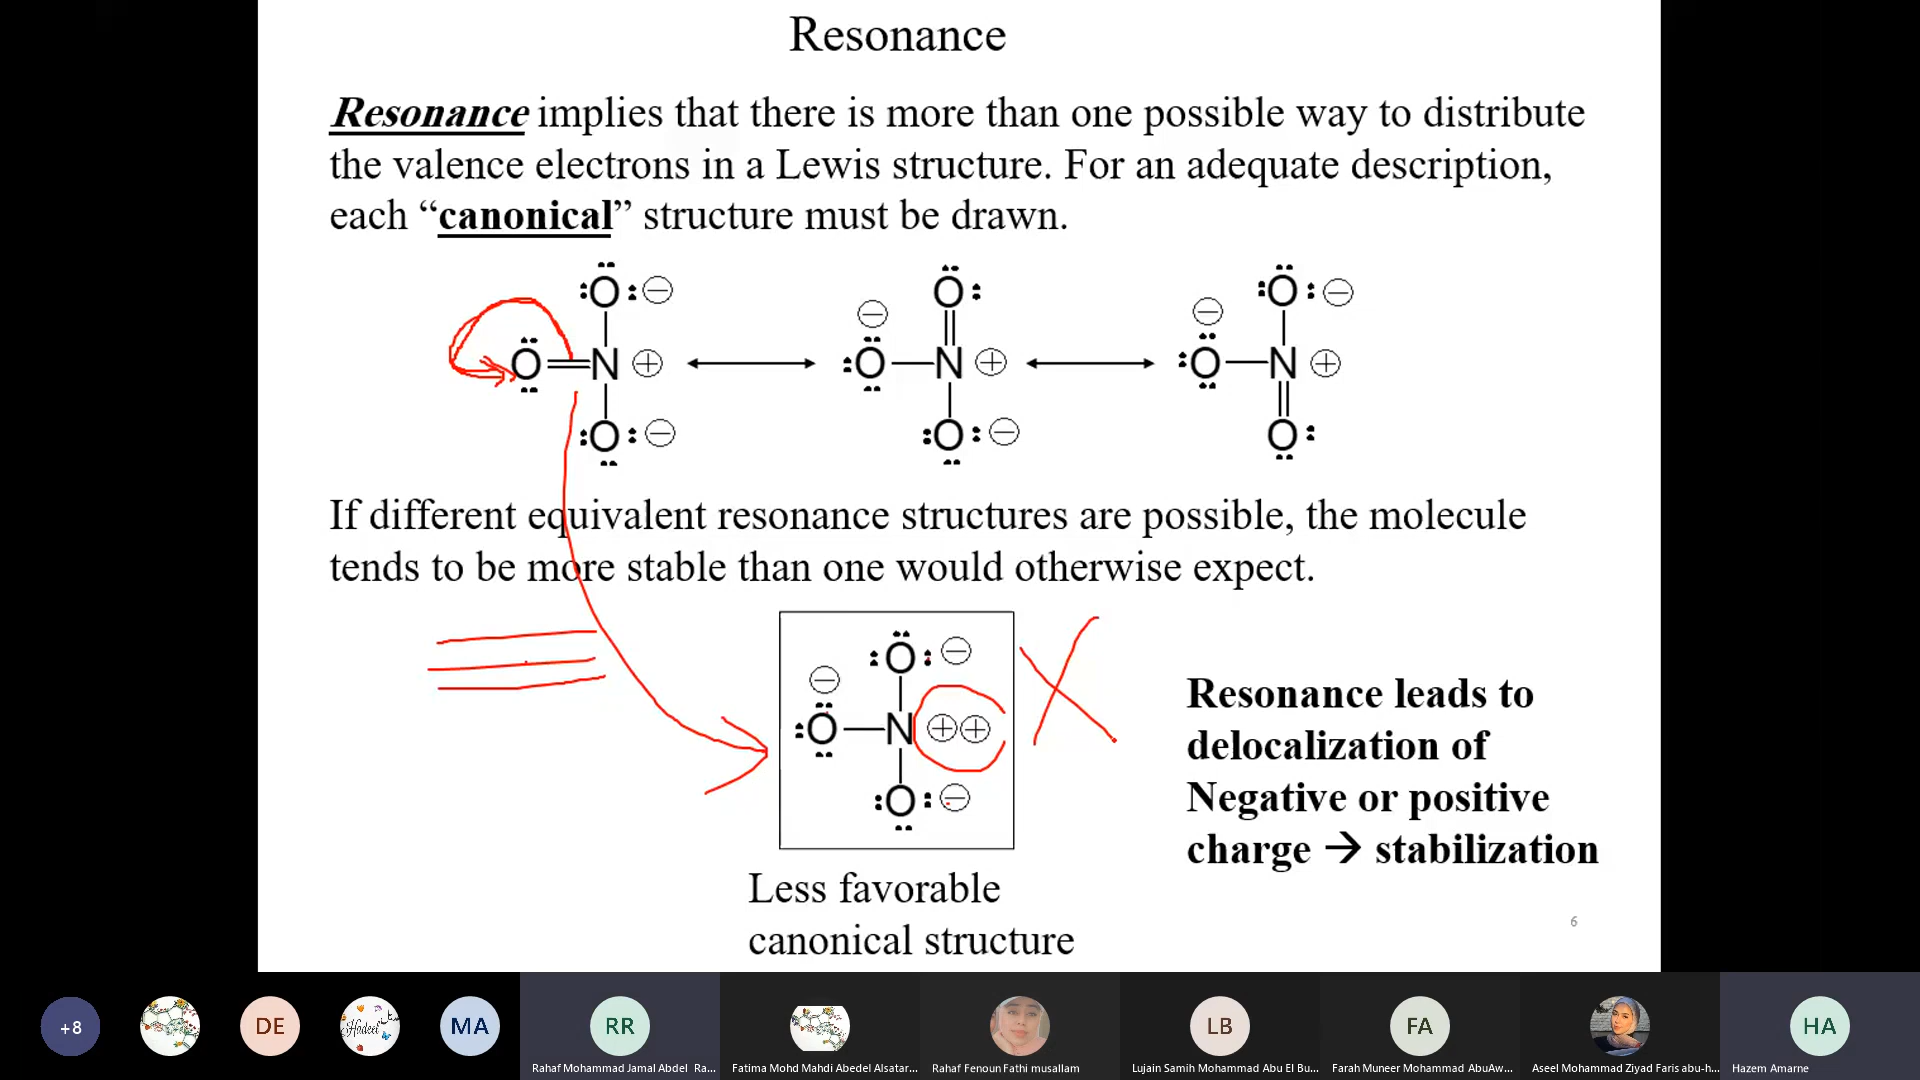 Resonance
Resonance implies that there is more than one possible way to distribute
the valence electrons in a Lewis structure. For an adequate description,
each “canonical” structure must be drawn.
O O O
O N O N O N
O O O
If different equivalent resonance structures are possible, the molecule
tends to be more stable than one would otherwise expect.
O
O N
O
Less favorable
canonical structure
Resonance leads to
delocalization of
Negative or positive
charge → stabilization
6
+8
DE
Hadeel
MA
RR
LB
FA
HA
Rahaf Mohammad Jamal Abdel Ra...
Fatima Mohd Mahdi Abedel Alsatar...
Rahaf Fenoun Fathi musallam
Lujain Samih Mohammad Abu El Bu...
Farah Muneer Mohammad AbuAw...
Aseel Mohammad Ziyad Faris abu-h...
Hazem Amarne